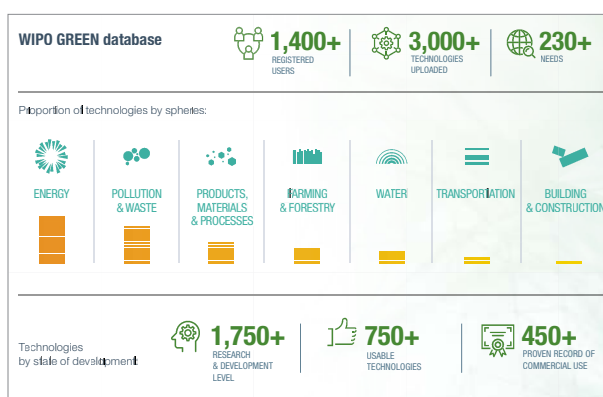 WIPO GREEN database
1,400+
REGISTERED
USERS
3,000+
TECHNOLOGIES
UPLOADED
230+
NEEDS
Proportion of technologies by spheres:
ENERGY
POLLUTION
& WASTE
PRODUCTS,
MATERIALS
& PROCESSES
FARMING
& FORESTRY
WATER
TRANSPORTATION
BUILDING
& CONSTRUCTION
Technologies
by state of development:
1,750+
RESEARCH
& DEVELOPMENT
LEVEL
750+
USABLE
TECHNOLOGIES
450+
PROVEN RECORD OF
COMMERCIAL USE